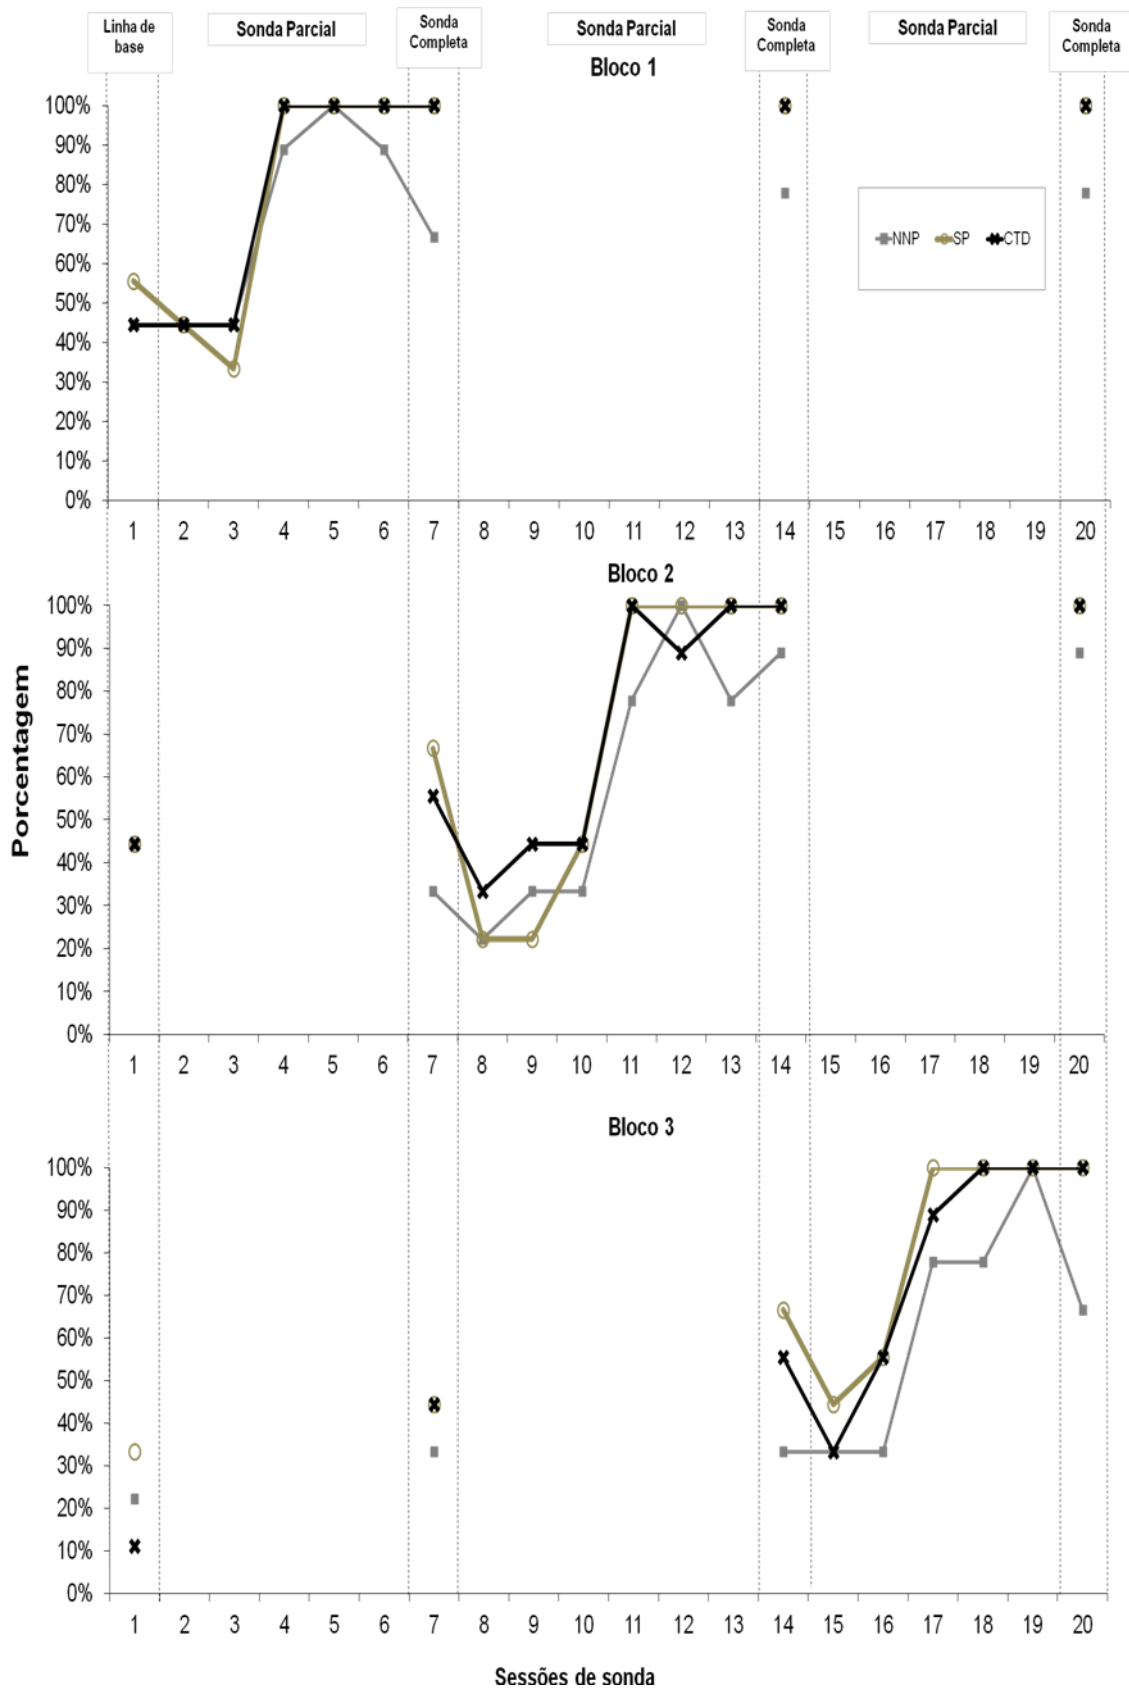 Linha de
base
Sonda Parcial
Sonda
Completa
Sonda Parcial
Sonda
Completa
Sonda Parcial
Sonda
Completa
Bloco 1
100%
90%
80%
70%
60%
50%
40%
30%
20%
10%
0%
NNP SP CTD
1 2 3 4 5 6 7 8 9 10 11 12 13 14 15 16 17 18 19 20
Bloco 2
Porcentagem
100%
90%
80%
70%
60%
50%
40%
30%
20%
10%
0%
1 2 3 4 5 6 7 8 9 10 11 12 13 14 15 16 17 18 19 20
Bloco 3
100%
90%
80%
70%
60%
50%
40%
30%
20%
10%
0%
1 2 3 4 5 6 7 8 9 10 11 12 13 14 15 16 17 18 19 20
Sessões de sonda